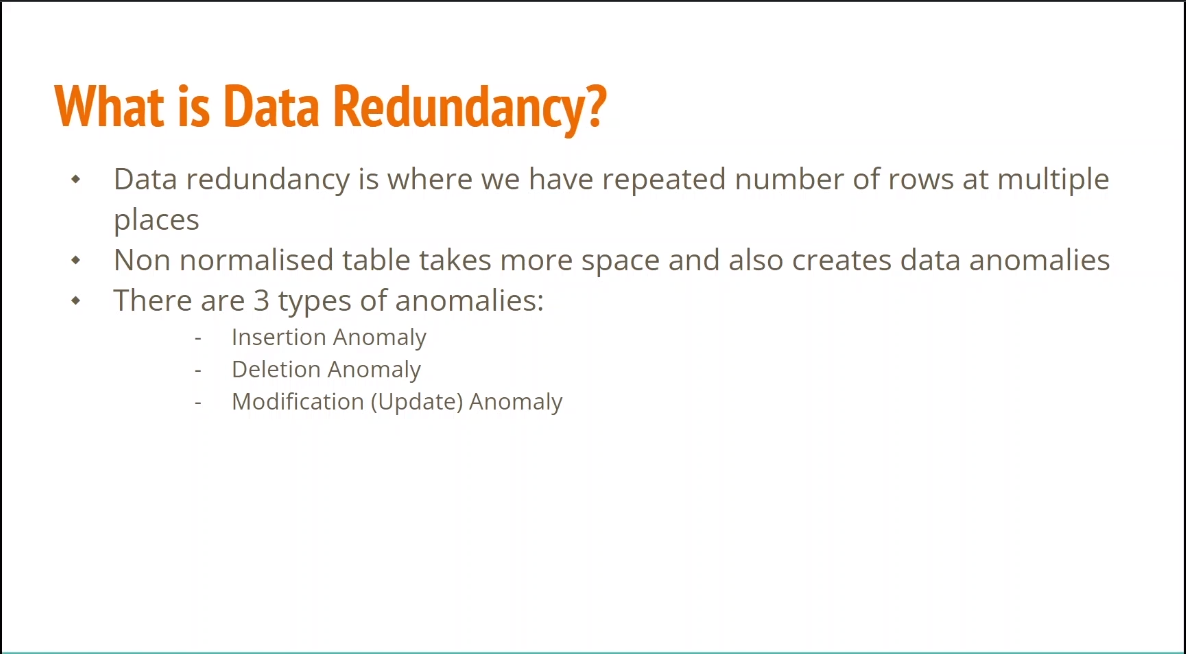 What is Data Redundancy?
◆ Data redundancy is where we have repeated number of rows at multiple
places
◆ Non normalised table takes more space and also creates data anomalies
◆ There are 3 types of anomalies:
- Insertion Anomaly
- Deletion Anomaly
- Modification (Update) Anomaly